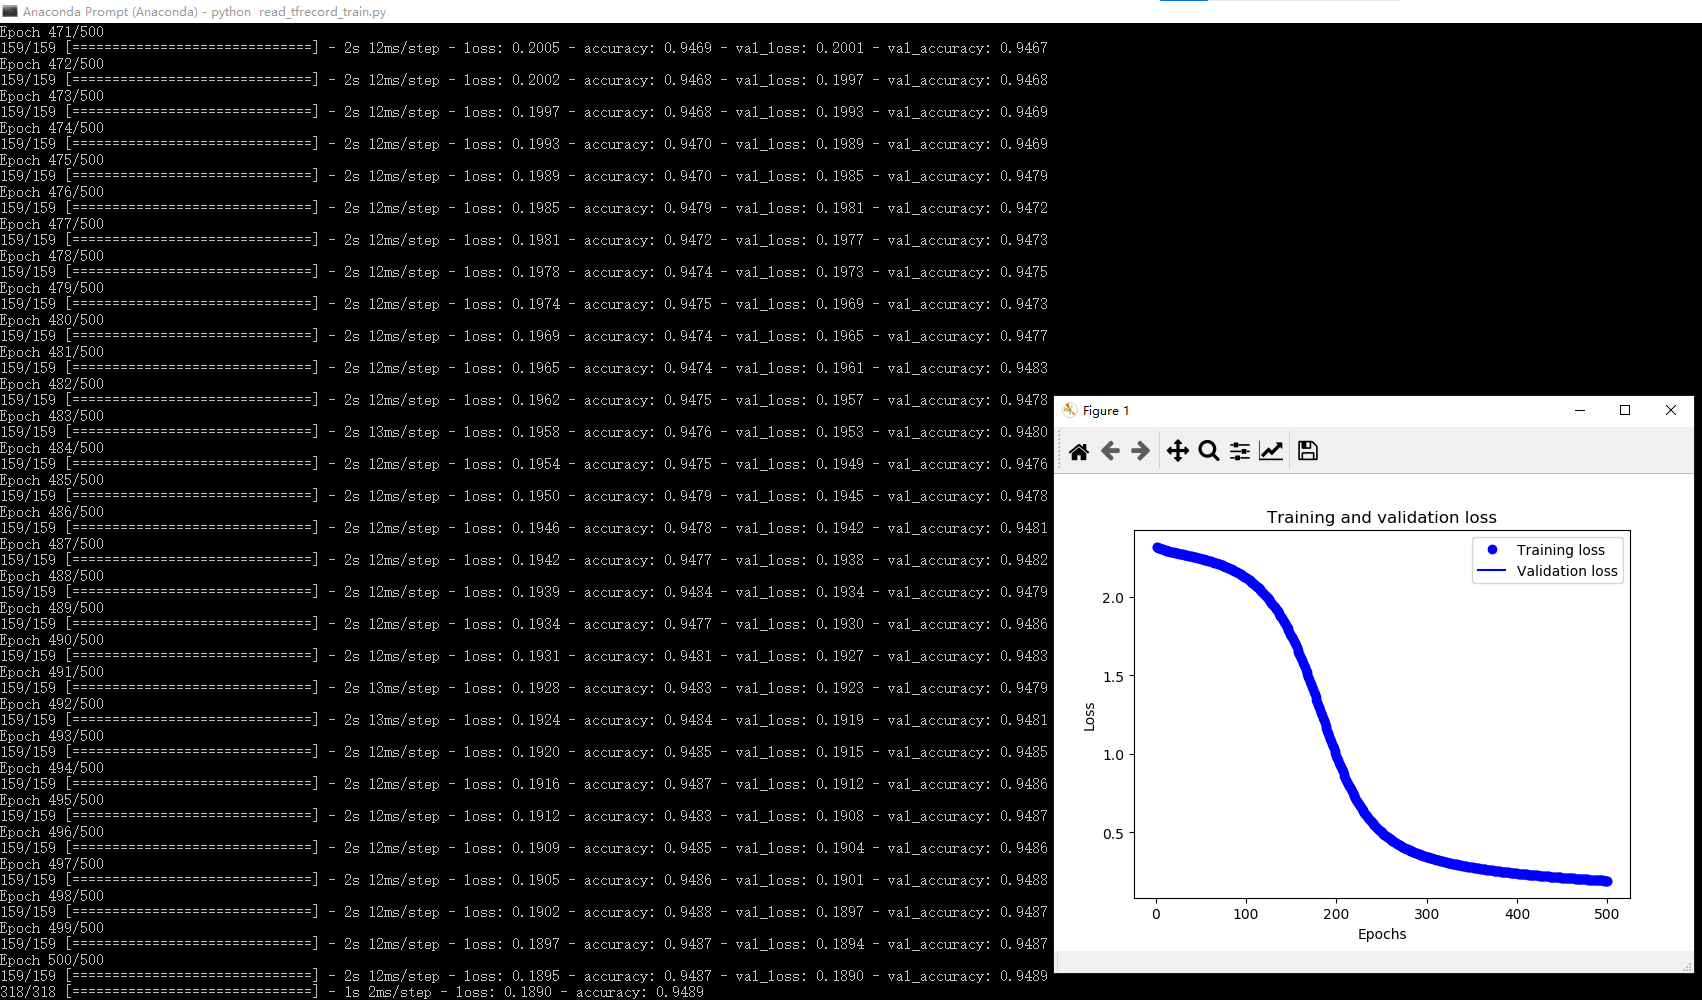 Anaconda Prompt (Anaconda) - python  read_tfrecord_train.py
Epoch 471/500
159/159 [==============================] - 2s 12ms/step - loss: 0.2005 - accuracy: 0.9469 - val_loss: 0.2001 - val_accuracy: 0.9467
Epoch 472/500
159/159 [==============================] - 2s 12ms/step - loss: 0.2002 - accuracy: 0.9468 - val_loss: 0.1997 - val_accuracy: 0.9468
Epoch 473/500
159/159 [==============================] - 2s 12ms/step - loss: 0.1997 - accuracy: 0.9468 - val_loss: 0.1993 - val_accuracy: 0.9469
Epoch 474/500
159/159 [==============================] - 2s 12ms/step - loss: 0.1993 - accuracy: 0.9470 - val_loss: 0.1989 - val_accuracy: 0.9469
Epoch 475/500
159/159 [==============================] - 2s 12ms/step - loss: 0.1989 - accuracy: 0.9470 - val_loss: 0.1985 - val_accuracy: 0.9479
Epoch 476/500
159/159 [==============================] - 2s 12ms/step - loss: 0.1985 - accuracy: 0.9479 - val_loss: 0.1981 - val_accuracy: 0.9472
Epoch 477/500
159/159 [==============================] - 2s 12ms/step - loss: 0.1981 - accuracy: 0.9472 - val_loss: 0.1977 - val_accuracy: 0.9473
Epoch 478/500
159/159 [==============================] - 2s 12ms/step - loss: 0.1978 - accuracy: 0.9474 - val_loss: 0.1973 - val_accuracy: 0.9475
Epoch 479/500
159/159 [==============================] - 2s 12ms/step - loss: 0.1974 - accuracy: 0.9475 - val_loss: 0.1969 - val_accuracy: 0.9473
Epoch 480/500
159/159 [==============================] - 2s 12ms/step - loss: 0.1969 - accuracy: 0.9474 - val_loss: 0.1965 - val_accuracy: 0.9477
Epoch 481/500
159/159 [==============================] - 2s 12ms/step - loss: 0.1965 - accuracy: 0.9474 - val_loss: 0.1961 - val_accuracy: 0.9483
Epoch 482/500
159/159 [==============================] - 2s 12ms/step - loss: 0.1962 - accuracy: 0.9475 - val_loss: 0.1957 - val_accuracy: 0.9478
Epoch 483/500
159/159 [==============================] - 2s 13ms/step - loss: 0.1958 - accuracy: 0.9476 - val_loss: 0.1953 - val_accuracy: 0.9480
Epoch 484/500
159/159 [==============================] - 2s 12ms/step - loss: 0.1954 - accuracy: 0.9475 - val_loss: 0.1949 - val_accuracy: 0.9476
Epoch 485/500
159/159 [==============================] - 2s 12ms/step - loss: 0.1950 - accuracy: 0.9479 - val_loss: 0.1945 - val_accuracy: 0.9478
Epoch 486/500
159/159 [==============================] - 2s 12ms/step - loss: 0.1946 - accuracy: 0.9478 - val_loss: 0.1942 - val_accuracy: 0.9481
Epoch 487/500
159/159 [==============================] - 2s 12ms/step - loss: 0.1942 - accuracy: 0.9477 - val_loss: 0.1938 - val_accuracy: 0.9482
Epoch 488/500
159/159 [==============================] - 2s 12ms/step - loss: 0.1939 - accuracy: 0.9484 - val_loss: 0.1934 - val_accuracy: 0.9479
Epoch 489/500
159/159 [==============================] - 2s 12ms/step - loss: 0.1934 - accuracy: 0.9477 - val_loss: 0.1930 - val_accuracy: 0.9486
Epoch 490/500
159/159 [==============================] - 2s 12ms/step - loss: 0.1931 - accuracy: 0.9481 - val_loss: 0.1927 - val_accuracy: 0.9483
Epoch 491/500
159/159 [==============================] - 2s 13ms/step - loss: 0.1928 - accuracy: 0.9483 - val_loss: 0.1923 - val_accuracy: 0.9479
Epoch 492/500
159/159 [==============================] - 2s 13ms/step - loss: 0.1924 - accuracy: 0.9484 - val_loss: 0.1919 - val_accuracy: 0.9481
Epoch 493/500
159/159 [==============================] - 2s 12ms/step - loss: 0.1920 - accuracy: 0.9485 - val_loss: 0.1915 - val_accuracy: 0.9485
Epoch 494/500
159/159 [==============================] - 2s 12ms/step - loss: 0.1916 - accuracy: 0.9487 - val_loss: 0.1912 - val_accuracy: 0.9486
Epoch 495/500
159/159 [==============================] - 2s 12ms/step - loss: 0.1912 - accuracy: 0.9483 - val_loss: 0.1908 - val_accuracy: 0.9487
Epoch 496/500
159/159 [==============================] - 2s 12ms/step - loss: 0.1909 - accuracy: 0.9485 - val_loss: 0.1904 - val_accuracy: 0.9486
Epoch 497/500
159/159 [==============================] - 2s 12ms/step - loss: 0.1905 - accuracy: 0.9486 - val_loss: 0.1901 - val_accuracy: 0.9488
Epoch 498/500
159/159 [==============================] - 2s 12ms/step - loss: 0.1902 - accuracy: 0.9488 - val_loss: 0.1897 - val_accuracy: 0.9487
Epoch 499/500
159/159 [==============================] - 2s 12ms/step - loss: 0.1897 - accuracy: 0.9487 - val_loss: 0.1894 - val_accuracy: 0.9487
Epoch 500/500
159/159 [==============================] - 2s 12ms/step - loss: 0.1895 - accuracy: 0.9487 - val_loss: 0.1890 - val_accuracy: 0.9489
318/318 [==============================] - 1s 2ms/step - loss: 0.1890 - accuracy: 0.9489
Figure 1
Training and validation loss
Training loss
Validation loss
2.0
1.5
1.0
0.5
Loss
0 100 200 300 400 500
Epochs